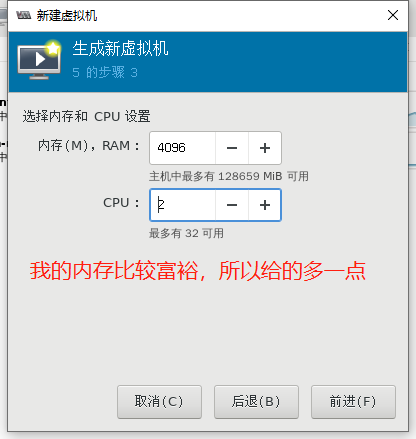 新建虚拟机
生成新虚拟机
5 的步骤 3
选择内存和 CPU 设置
内存(M)，RAM： 4096
主机中最多有 128659 MiB 可用
CPU： 2
最多有 32 可用
我的内存比较富裕，所以给的多一点
取消(C) 后退(B) 前进(F)